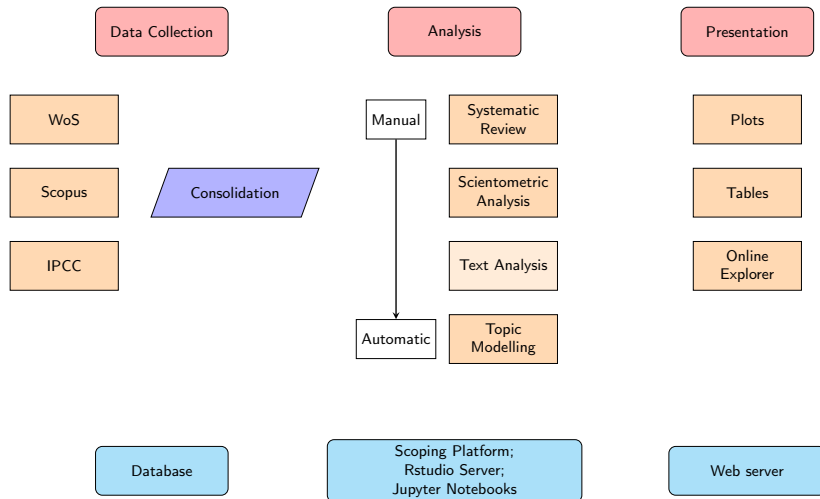 Data Collection
Analysis
Presentation
WoS
Manual
Systematic
Review
Plots
Scopus
Consolidation
Scientometric
Analysis
Tables
IPCC
Text Analysis
Online
Explorer
Automatic
Topic
Modelling
Database
Scoping Platform;
Rstudio Server;
Jupyter Notebooks
Web server